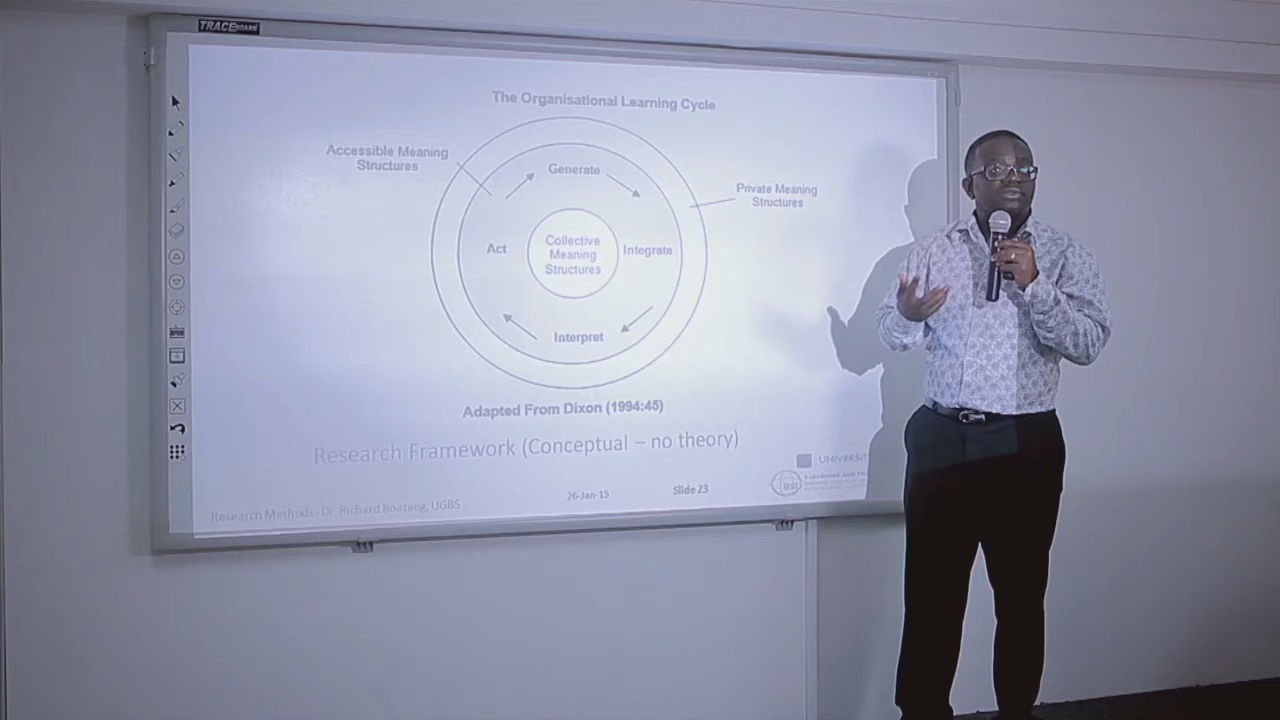 TRACEBOARD
The Organisational Learning Cycle
Accessible Meaning
Structures
Generate
Private Meaning
Structures
Act
Collective
Meaning
Structures
Integrate
Interpret
Adapted From Dixon (1994:45)
Research Framework (Conceptual – no theory)
UNIVERSIT
Research Methods - Dr. Richard Boateng, UGBS
26-Jan-15
Slide 23